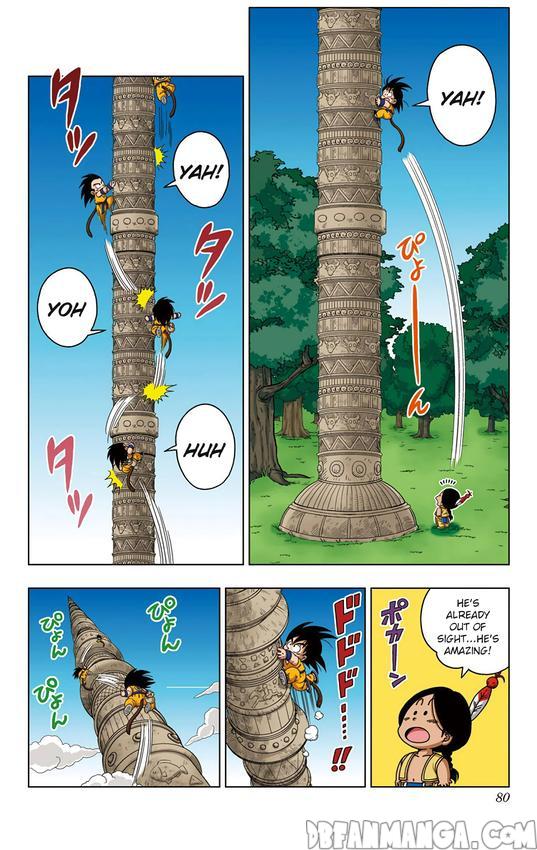 YAH!
ぴょーん
タッ
YAH!
タッ
YOH
HUH
タッ
HE'S
ALREADY
OUT OF
SIGHT...HE'S
AMAZING!
ポカーン
ドドドド......!!
ぴょん
ぴょん
ぴょん
80
DBFANMANGA.COM